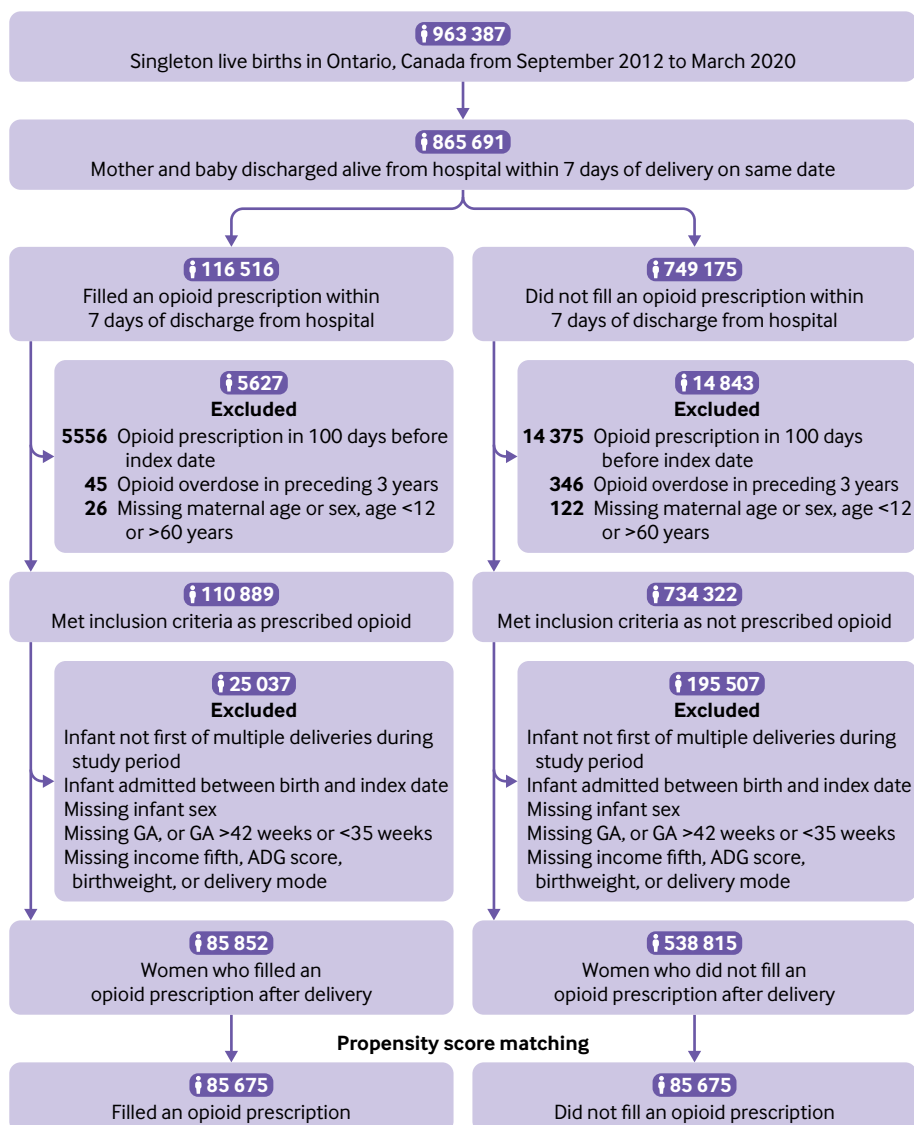 963 387
Singleton live births in Ontario, Canada from September 2012 to March 2020
865 691
Mother and baby discharged alive from hospital within 7 days of delivery on same date
116 516
Filled an opioid prescription within
7 days of discharge from hospital
749 175
Did not fill an opioid prescription within
7 days of discharge from hospital
5627
Excluded
5556 Opioid prescription in 100 days before
index date
45 Opioid overdose in preceding 3 years
26 Missing maternal age or sex, age <12
or >60 years
14 843
Excluded
14 375 Opioid prescription in 100 days
before index date
346 Opioid overdose in preceding 3 years
122 Missing maternal age or sex, age <12
or >60 years
110 889
Met inclusion criteria as prescribed opioid
734 322
Met inclusion criteria as not prescribed opioid
25 037
Excluded
Infant not first of multiple deliveries during
study period
Infant admitted between birth and index date
Missing infant sex
Missing GA, or GA >42 weeks or <35 weeks
Missing income fifth, ADG score,
birthweight, or delivery mode
195 507
Excluded
Infant not first of multiple deliveries during
study period
Infant admitted between birth and index date
Missing infant sex
Missing GA, or GA >42 weeks or <35 weeks
Missing income fifth, ADG score,
birthweight, or delivery mode
85 852
Women who filled an
opioid prescription after delivery
538 815
Women who did not fill an
opioid prescription after delivery
Propensity score matching
85 675
Filled an opioid prescription
85 675
Did not fill an opioid prescription